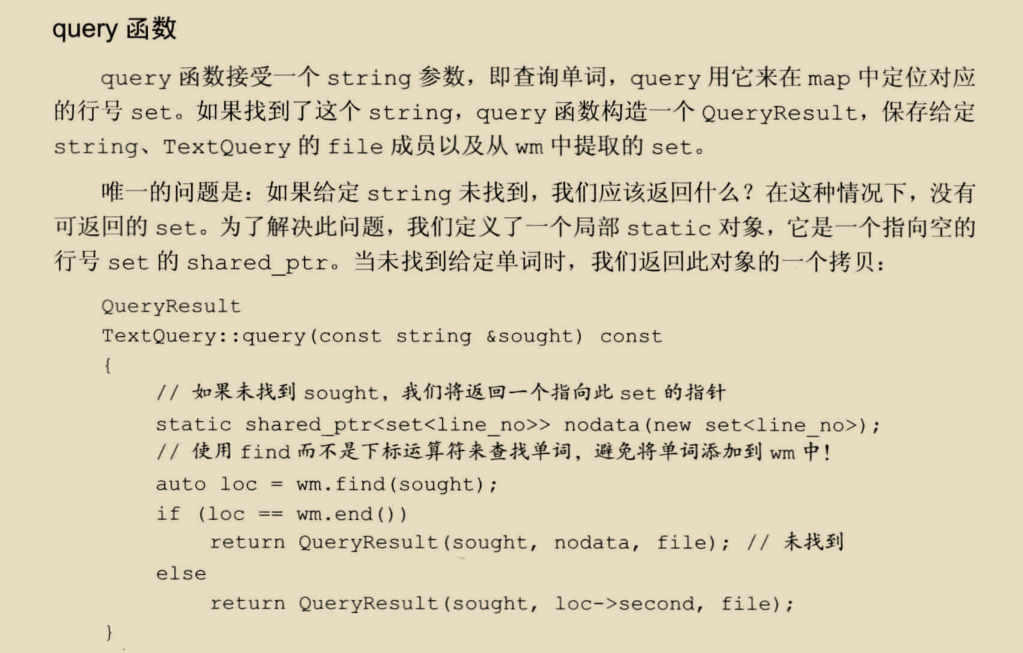 query 函数
query 函数接受一个 string 参数，即查询单词，query 用它来在 map 中定位对应
的行号 set。如果找到了这个 string，query 函数构造一个 QueryResult，保存给定
string、TextQuery 的 file 成员以及从 wm 中提取的 set。
唯一的问题是：如果给定 string 未找到，我们应该返回什么？在这种情况下，没有
可返回的 set。为了解决此问题，我们定义了一个局部 static 对象，它是一个指向空的
行号 set 的 shared_ptr。当未找到给定单词时，我们返回此对象的一个拷贝：
QueryResult
TextQuery::query(const string &sought) const
{
// 如果未找到 sought，我们将返回一个指向此 set 的指针
static shared_ptr<set<line_no>> nodata(new set<line_no>);
// 使用 find 而不是下标运算符来查找单词，避免将单词添加到 wm 中！
auto loc = wm.find(sought);
if (loc == wm.end())
return QueryResult(sought, nodata, file); // 未找到
else
return QueryResult(sought, loc->second, file);
}